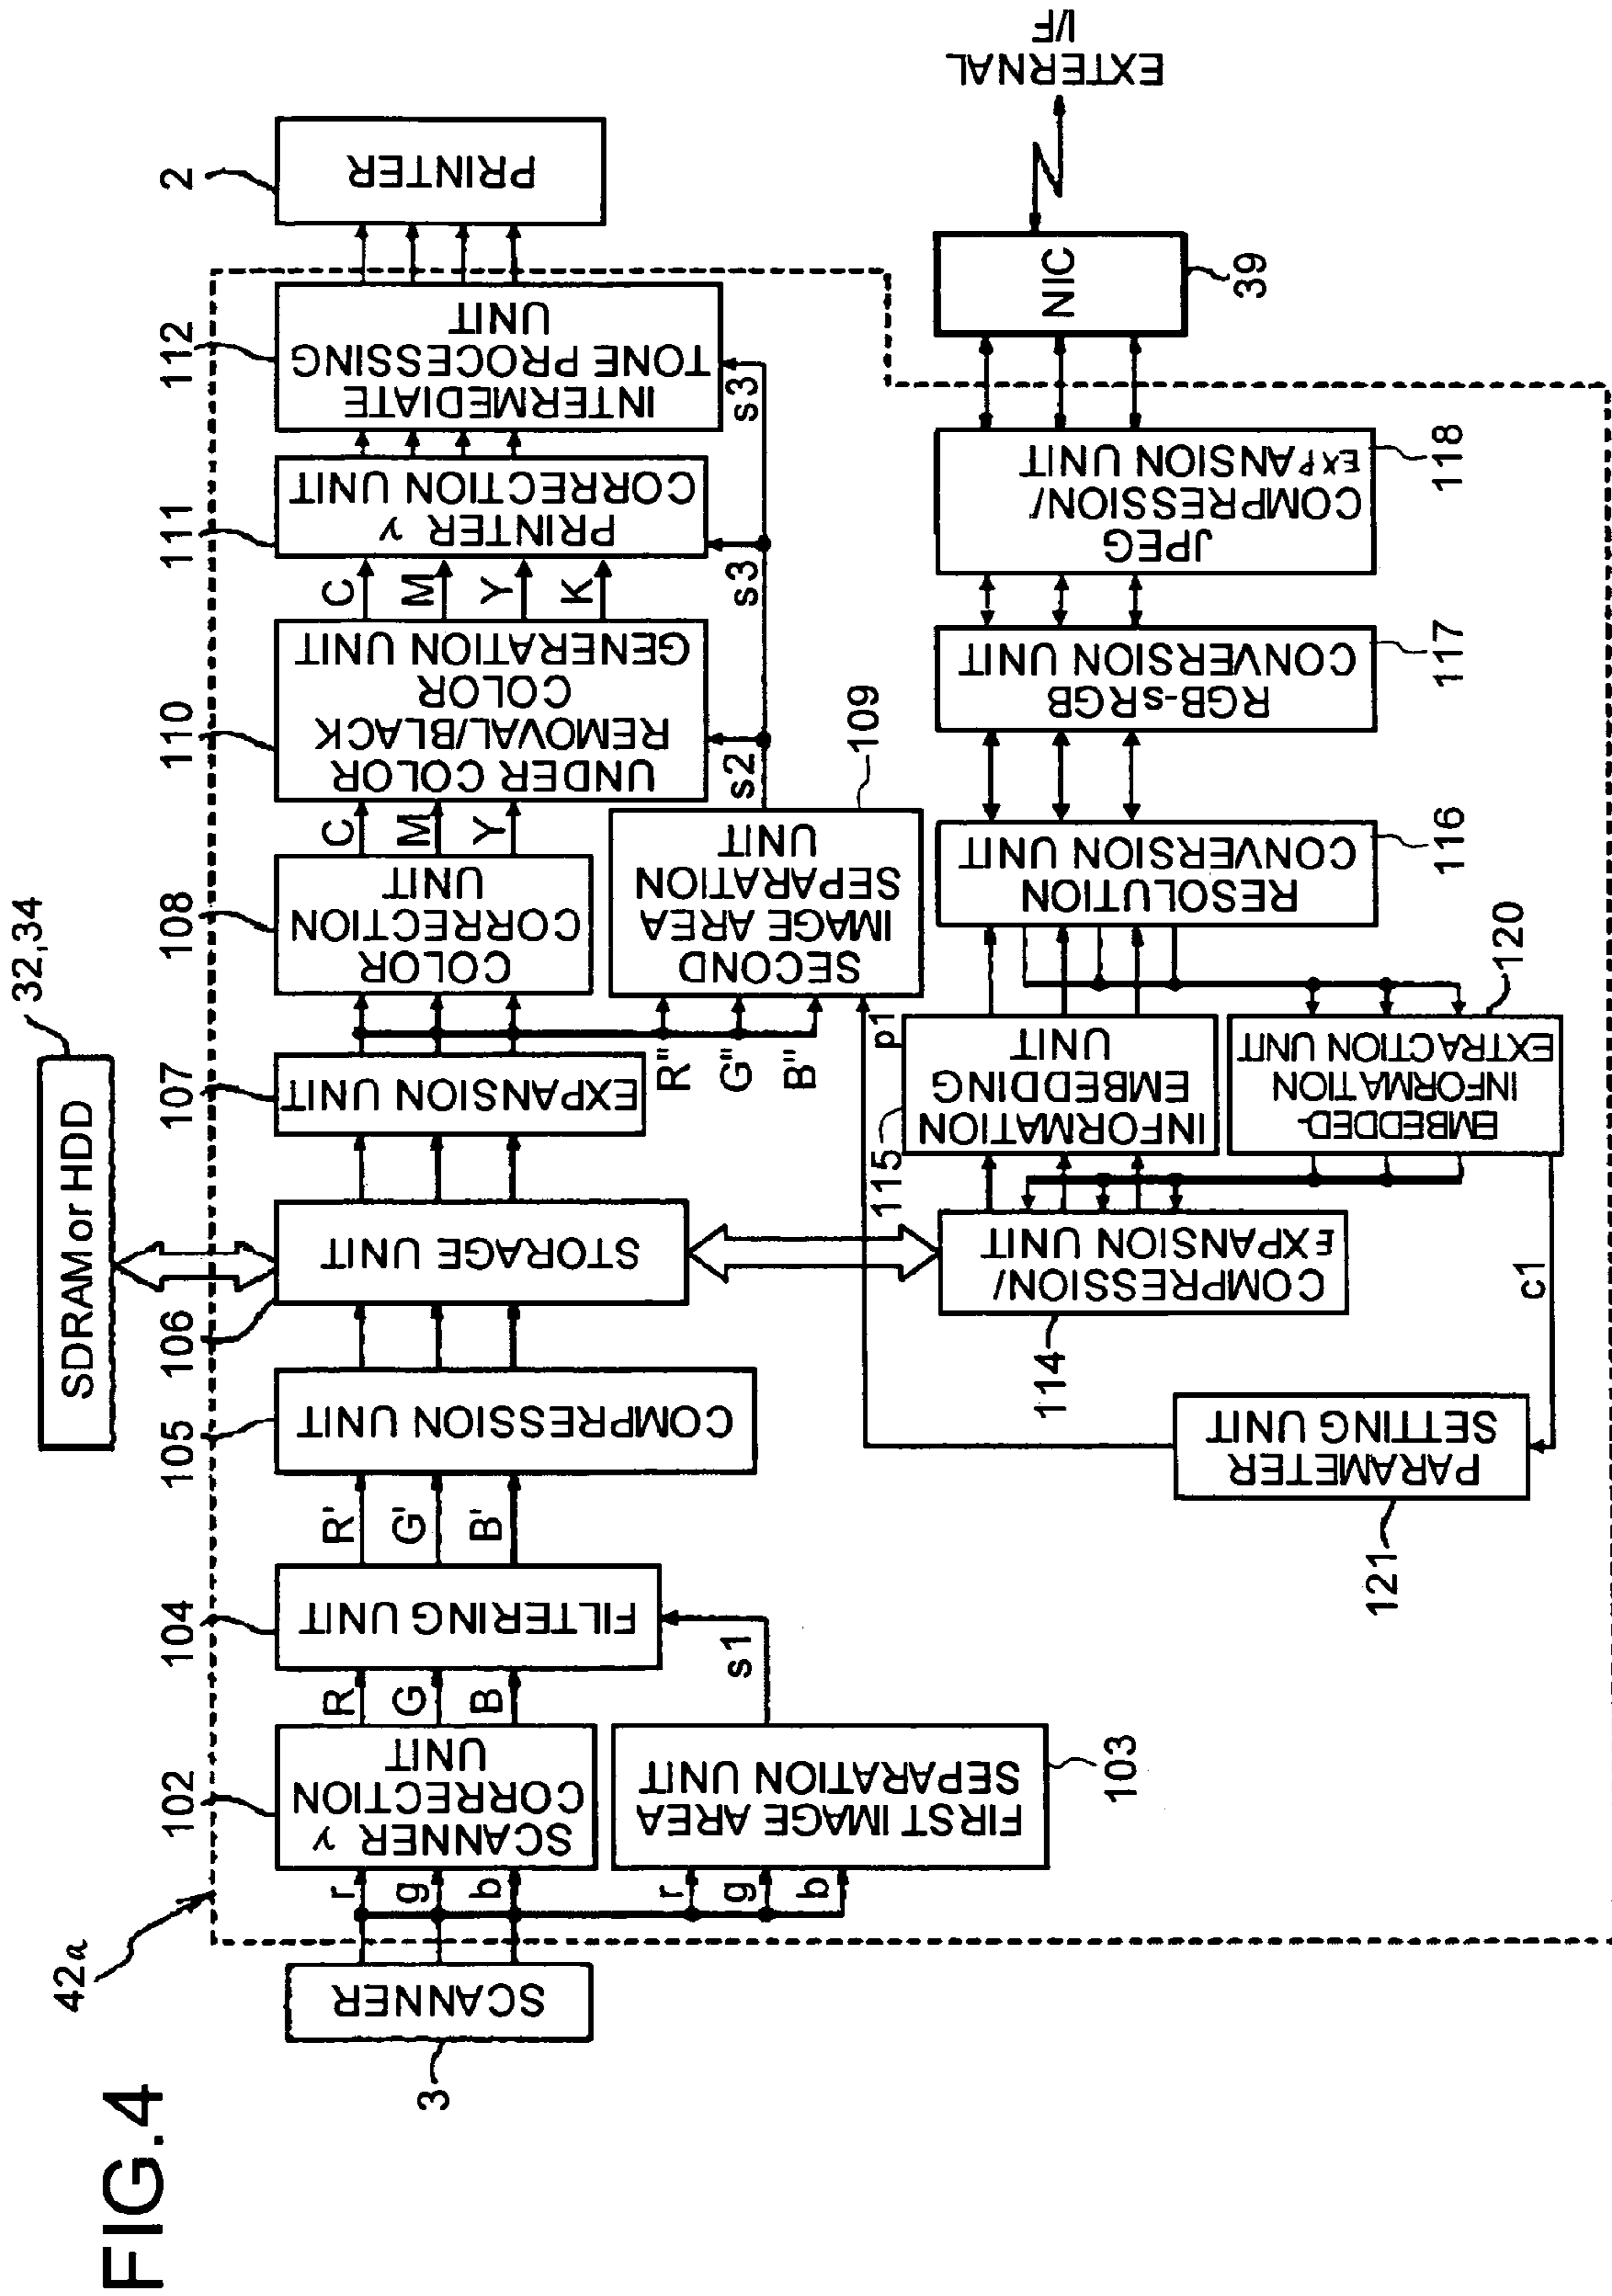 FIG.4
42a
3
SCANNER
r
g
b
r
g
b
102
SCANNER γ
CORRECTION
UNIT
103
FIRST IMAGE AREA
SEPARATION UNIT
R
G
B
s1
104
FILTERING UNIT
R'
G'
B'
105
COMPRESSION UNIT
106
STORAGE UNIT
32,34
SDRAM or HDD
107
EXPANSION UNIT
R"
G"
B"
108
COLOR
CORRECTION
UNIT
109
SECOND
IMAGE AREA
SEPARATION
UNIT
C
M
Y
s2
110
UNDER COLOR
REMOVAL/BLACK
COLOR
GENERATION UNIT
C
M
Y
K
s3
111
PRINTER γ
CORRECTION UNIT
s3
112
INTERMEDIATE
TONE PROCESSING
UNIT
2
PRINTER
121
PARAMETER
SETTING UNIT
c1
p1
114
COMPRESSION/
EXPANSION UNIT
115
INFORMATION
EMBEDDING
UNIT
120
EMBEDDED-
INFORMATION
EXTRACTION UNIT
116
RESOLUTION
CONVERSION UNIT
117
RGB-sRGB
CONVERSION UNIT
118
JPEG
COMPRESSION/
EXPANSION UNIT
39
NIC
EXTERNAL
I/F